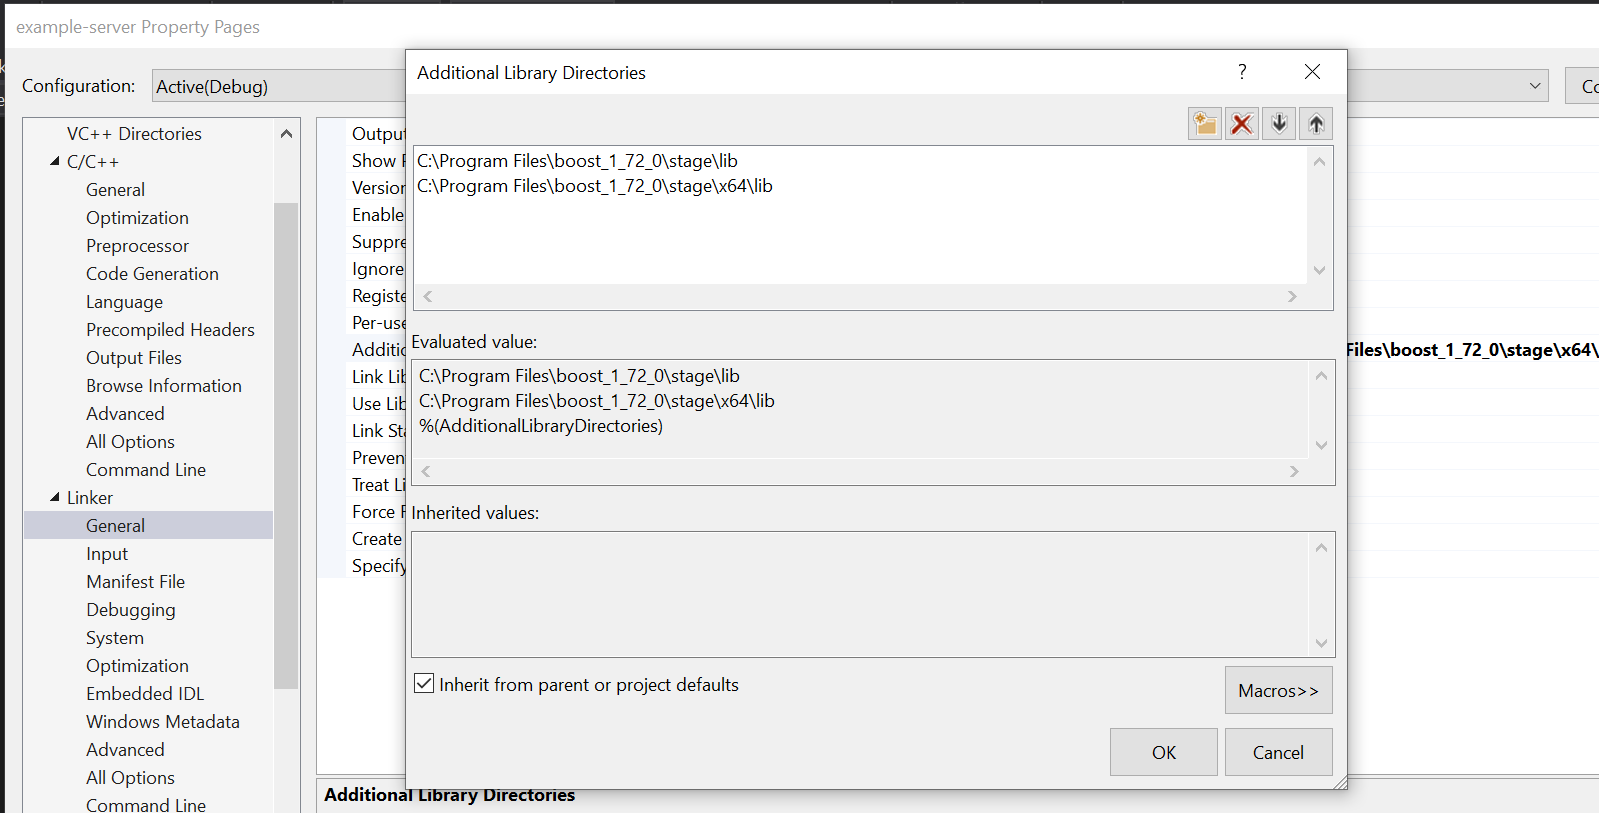 example-server Property Pages
Configuration:
Active(Debug)
Co
VC++ Directories
C/C++
General
Optimization
Preprocessor
Code Generation
Language
Precompiled Headers
Output Files
Browse Information
Advanced
All Options
Command Line
Linker
General
Input
Manifest File
Debugging
System
Optimization
Embedded IDL
Windows Metadata
Advanced
All Options
Command Line
Output
Show
Version
Enable
Suppre
Ignore
Registe
Per-use
Additio
Link Lib
Use Lib
Link Sta
Preven
Treat Li
Force
Create
Specify
Files\boost_1_72_0\stage\x64\
Additional Library Directories
Additional Library Directories
?
C:\Program Files\boost_1_72_0\stage\lib
C:\Program Files\boost_1_72_0\stage\x64\lib
Evaluated value:
C:\Program Files\boost_1_72_0\stage\lib
C:\Program Files\boost_1_72_0\stage\x64\lib
%(AdditionalLibraryDirectories)
Inherited values:
Inherit from parent or project defaults
Macros>>
OK
Cancel